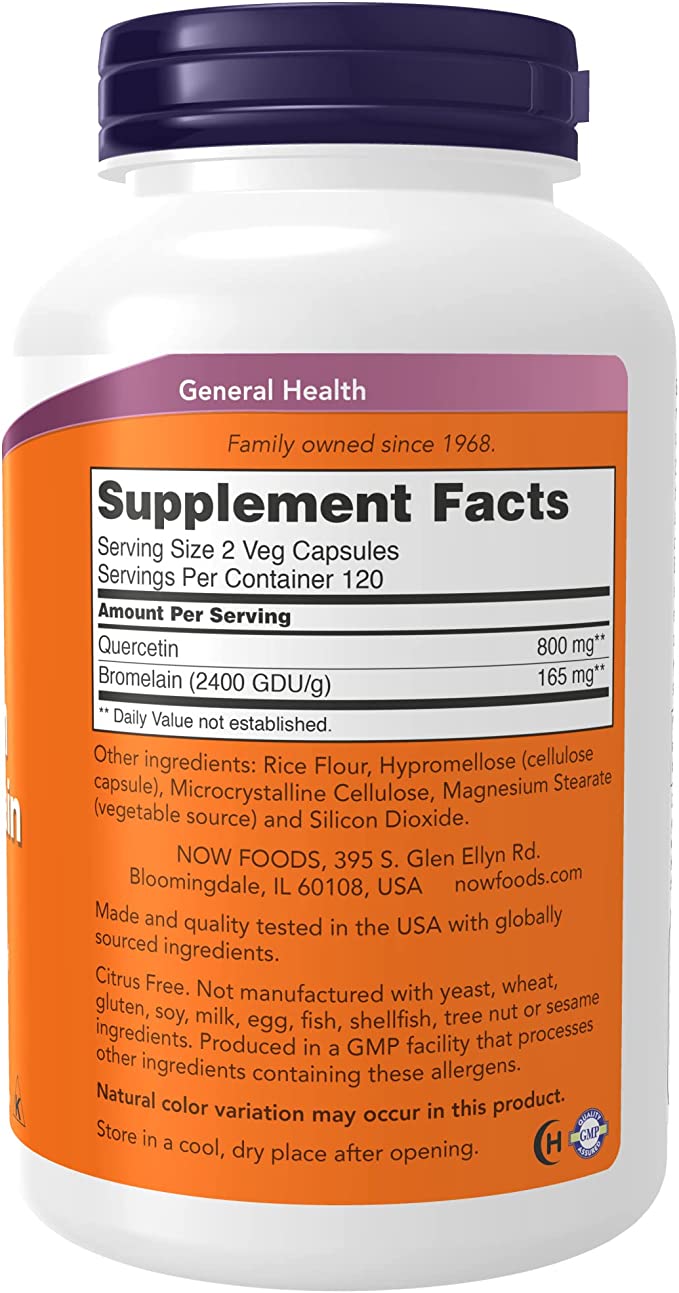 General Health
Family owned since 1968.
Supplement Facts
Serving Size 2 Veg Capsules
Servings Per Container 120
Amount Per Serving
Quercetin 800 mg**
Bromelain (2400 GDU/g) 165 mg**
** Daily Value not established.
Other ingredients: Rice Flour, Hypromellose (cellulose
capsule), Microcrystalline Cellulose, Magnesium Stearate
(vegetable source) and Silicon Dioxide.
NOW FOODS, 395 S. Glen Ellyn Rd.
Bloomingdale, IL 60108, USA nowfoods.com
Made and quality tested in the USA with globally
sourced ingredients.
Citrus Free. Not manufactured with yeast, wheat,
gluten, soy, milk, egg, fish, shellfish, tree nut or sesame
ingredients. Produced in a GMP facility that processes
other ingredients containing these allergens.
Natural color variation may occur in this product.
Store in a cool, dry place after opening.
H
QUALITY
GMP
ASSURED
K